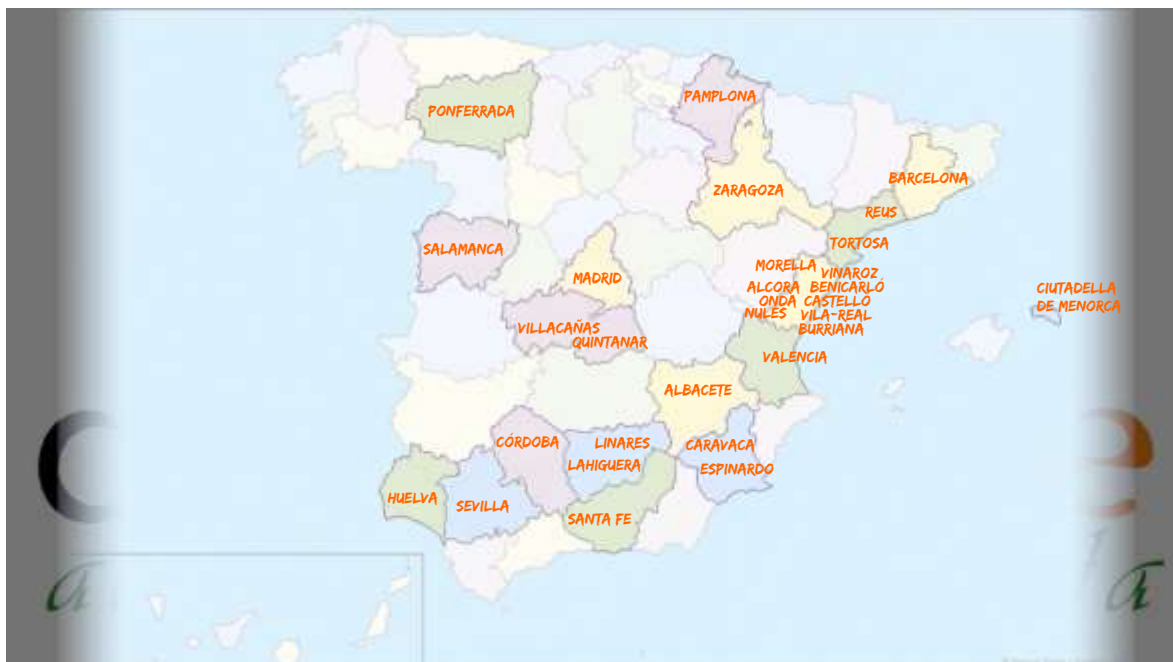 PAMPLONA
PONFERRADA
BARCELONA
ZARAGOZA
REUS
TORTOSA
SALAMANCA
MORELLA
VINAROZ
MADRID
ALCORA BENICARLÓ
ONDA CASTELLÓ
NULES VILA-REAL
BURRIANA
CIUTADELLA
DE MENORCA
VILLACAÑAS
QUINTANAR
VALENCIA
ALBACETE
CÓRDOBA
LINARES
CARAVACA
LAHIGUERA
ESPINARDO
HUELVA
SEVILLA
SANTA FE